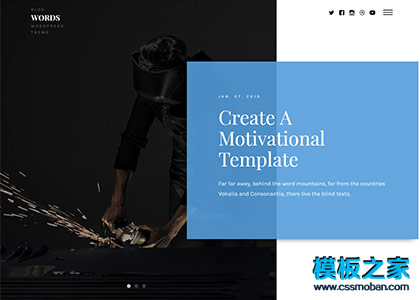 BLOG
WORDS
WORDPRESS
THEME
JAN. 07, 2018
Create A
Motivational
Template
Far far away, behind the word mountains, far from the countries
Vokalia and Consonantia, there live the blind texts.
模板之家
www.cssmoban.com